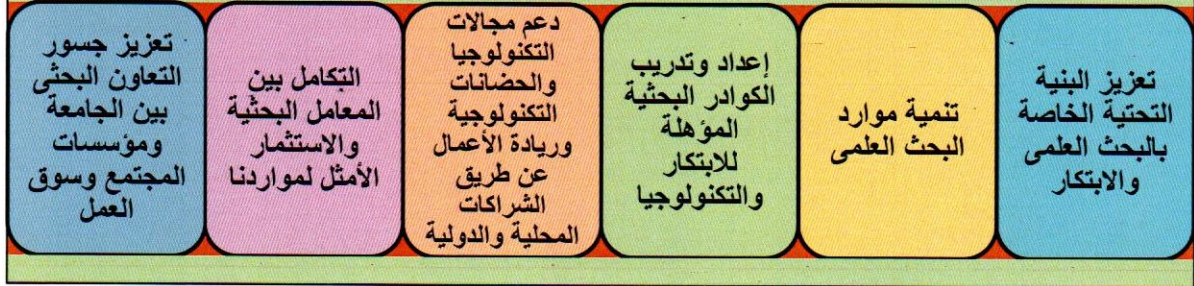 تعزيز البنية
التحتية الخاصة
بالبحث العلمى
والابتكار
تنمية موارد
البحث العلمى
إعداد وتدريب
الكوادر البحثية
المؤهلة
للابتكار
والتكنولوجيا
دعم مجالات
التكنولوجيا
والحضانات
التكنولوجية
وريادة الأعمال
عن طريق
الشراكات
المحلية والدولية
التكامل بين
المعامل البحثية
والاستثمار
الأمثل لمواردنا
تعزيز جسور
التعاون البحثى
بين الجامعة
ومؤسسات
المجتمع وسوق
العمل